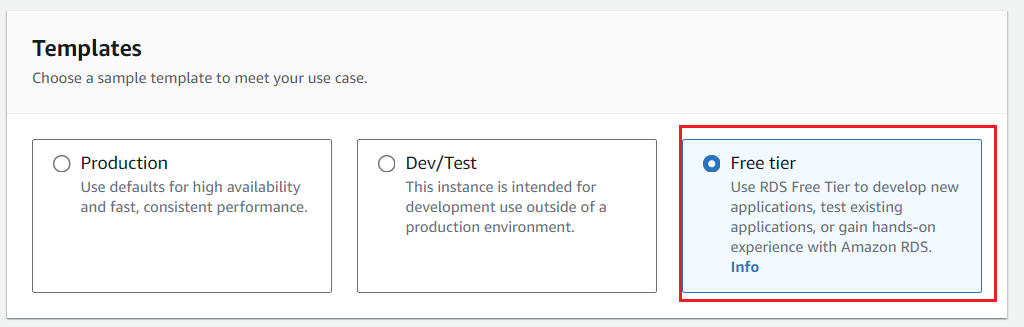 Templates
Choose a sample template to meet your use case.
Production
Use defaults for high availability
and fast, consistent performance.
Dev/Test
This instance is intended for
development use outside of a
production environment.
Free tier
Use RDS Free Tier to develop new
applications, test existing
applications, or gain hands-on
experience with Amazon RDS.
Info